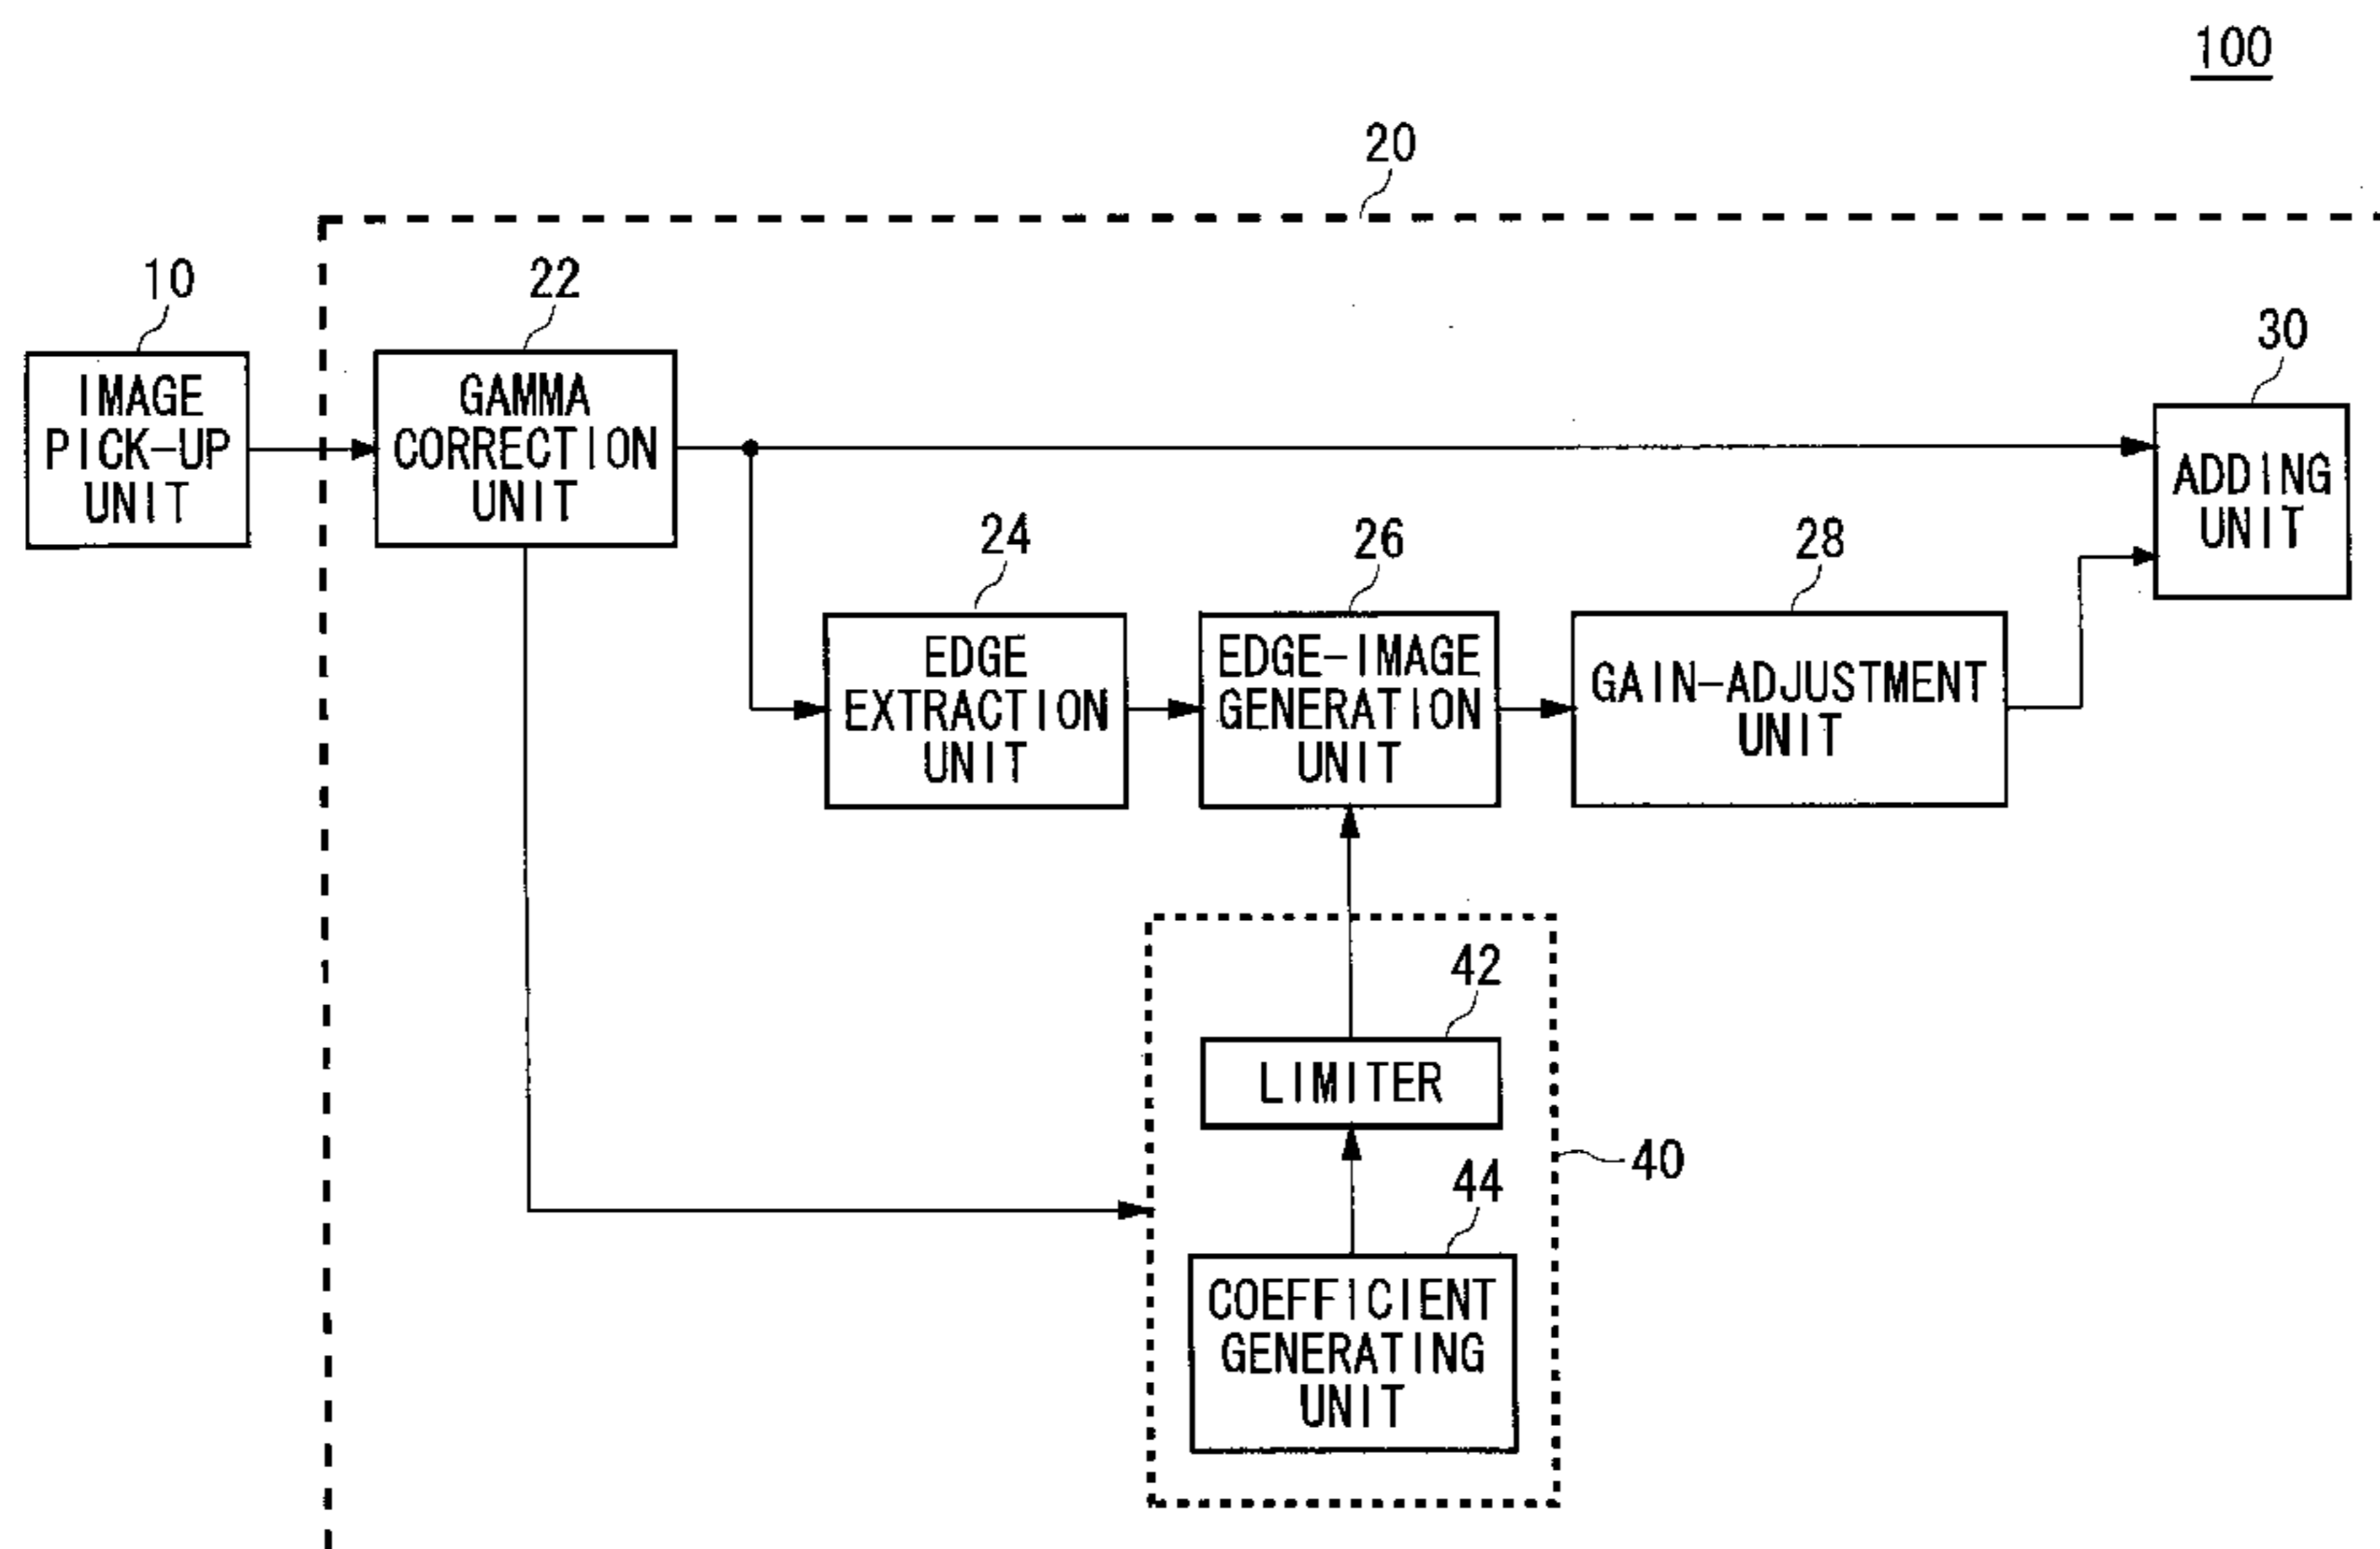 100
20
10
22
30
IMAGE
PICK-UP
UNIT
GAMMA
CORRECTION
UNIT
ADDING
UNIT
24
26
28
EDGE
EXTRACTION
UNIT
EDGE-IMAGE
GENERATION
UNIT
GAIN-ADJUSTMENT
UNIT
42
LIMITER
40
44
COEFFICIENT
GENERATING
UNIT